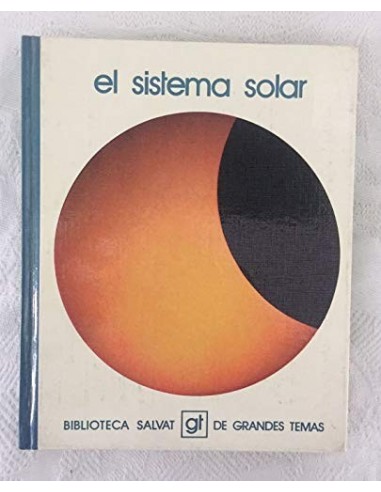 el sistema solar
BIBLIOTECA SALVAT gt DE GRANDES TEMAS